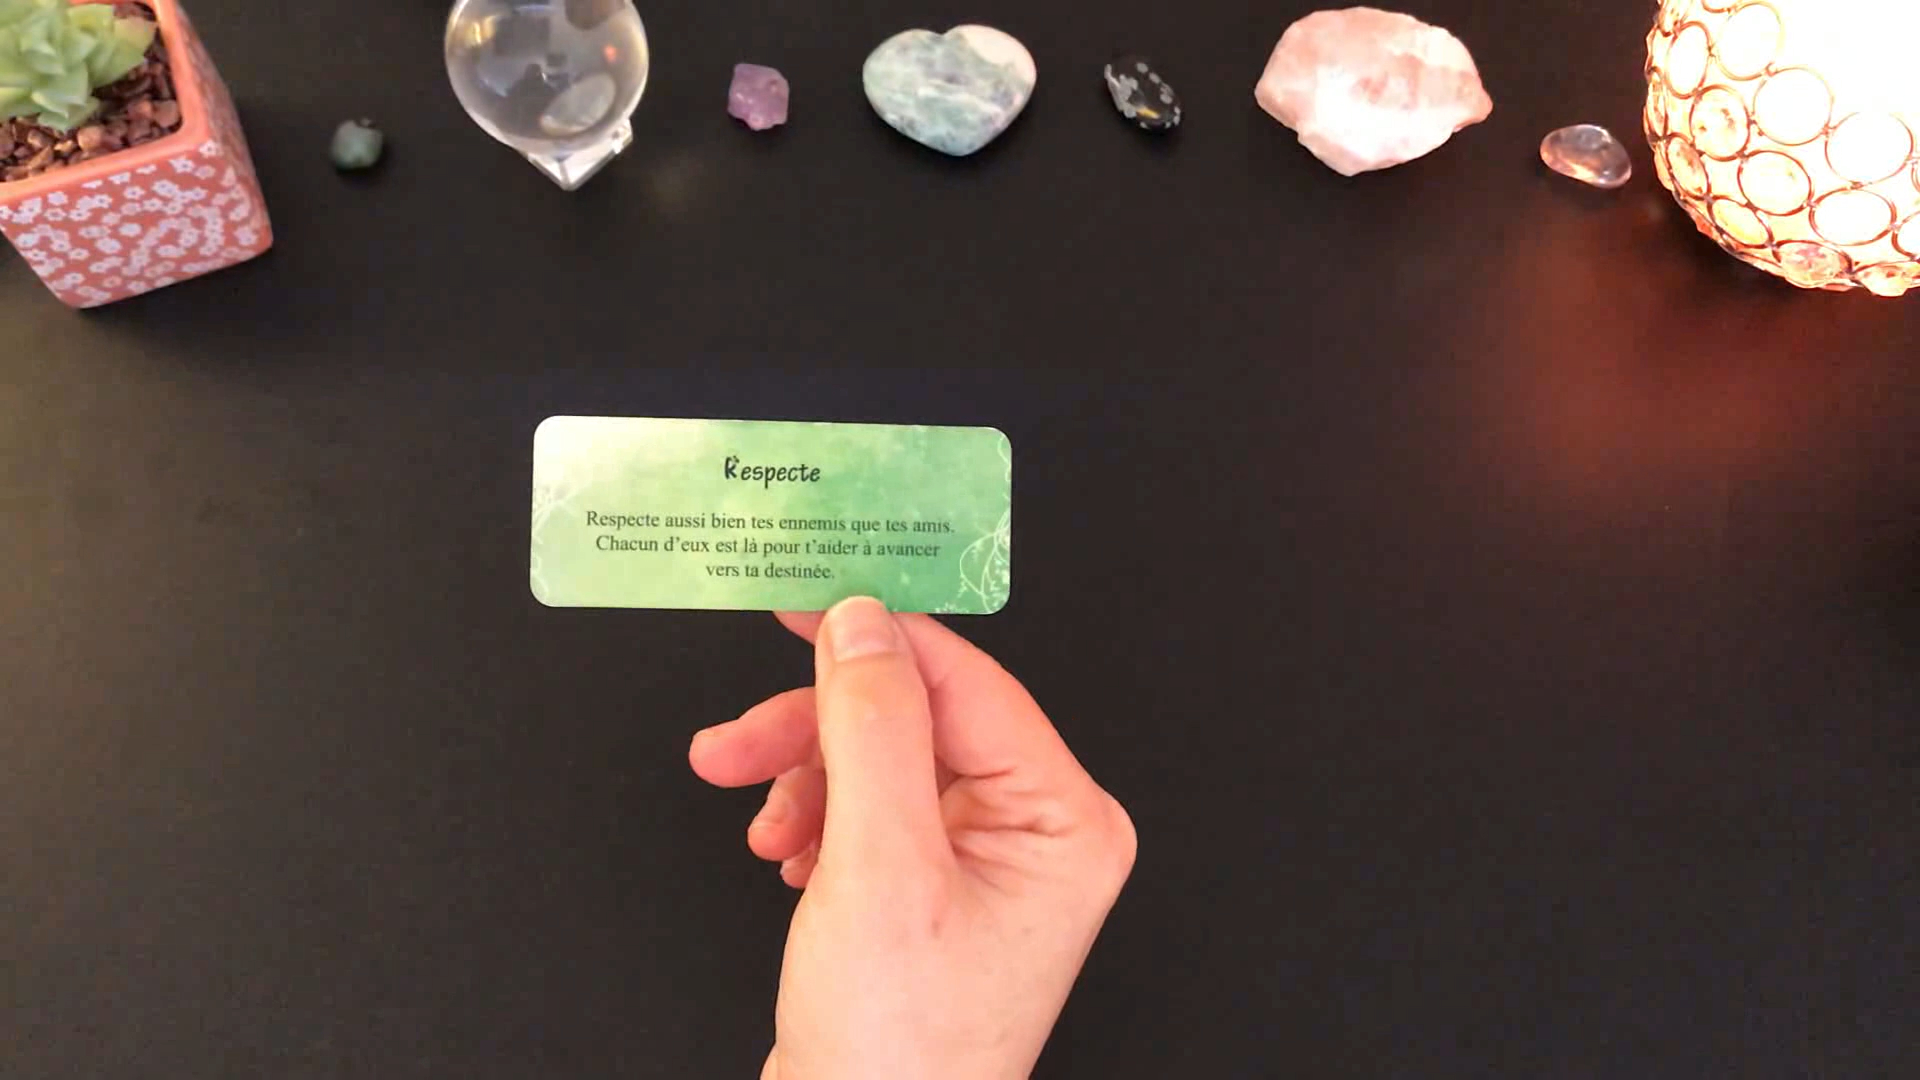 Respecte
Respecte aussi bien tes ennemis que tes amis.
Chacun d'eux est là pour t'aider à avancer
vers ta destinée.